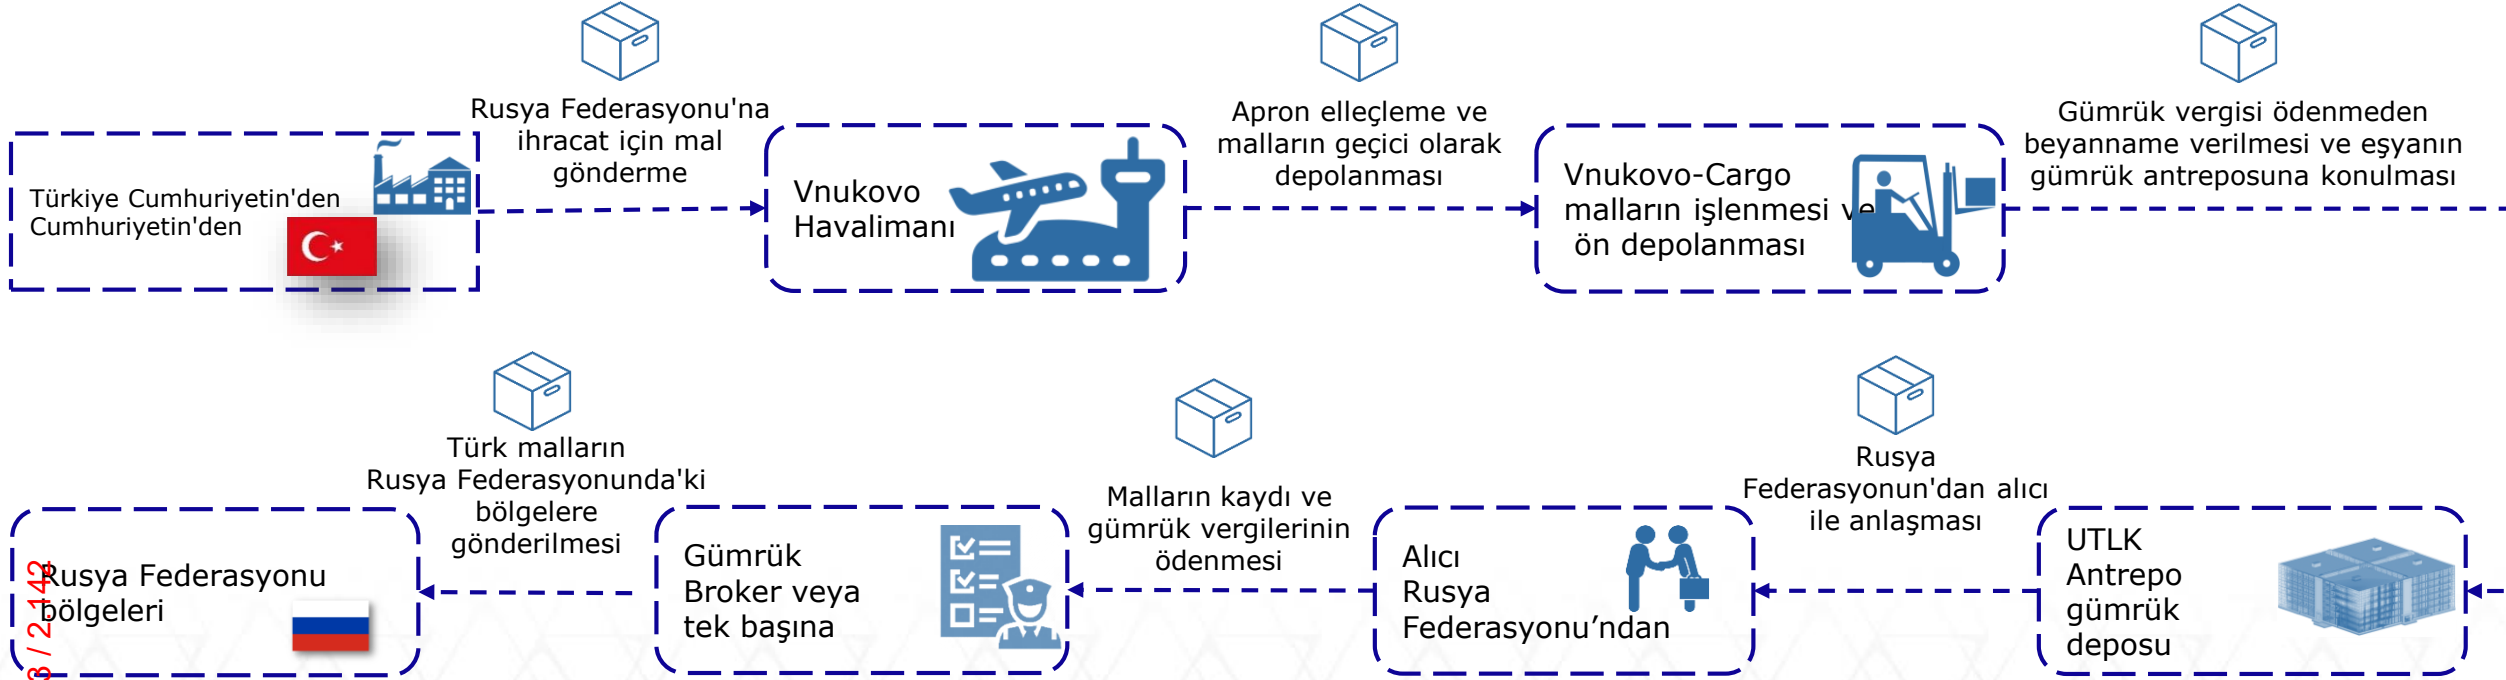 Rusya Federasyonu'na
ihracat için mal
gönderme
Apron elleçleme ve
malların geçici olarak
depolanması
Gümrük vergisi ödenmeden
beyanname verilmesi ve eşyanın
gümrük antreposuna konulması
Türkiye Cumhuriyetin'den
Cumhuriyetin'den
Vnukovo
Havalimanı
Vnukovo-Cargo
malların işlenmesi ve
ön depolanması
Türk malların
Rusya Federasyonunda'ki
bölgelere
gönderilmesi
Malların kaydı ve
gümrük vergilerinin
ödenmesi
Rusya
Federasyonun'dan alıcı
ile anlaşması
Rusya Federasyonu
bölgeleri
Gümrük
Broker veya
tek başına
Alıcı
Rusya
Federasyonu’ndan
UTLK
Antrepo
gümrük
deposu
3 / 2.142